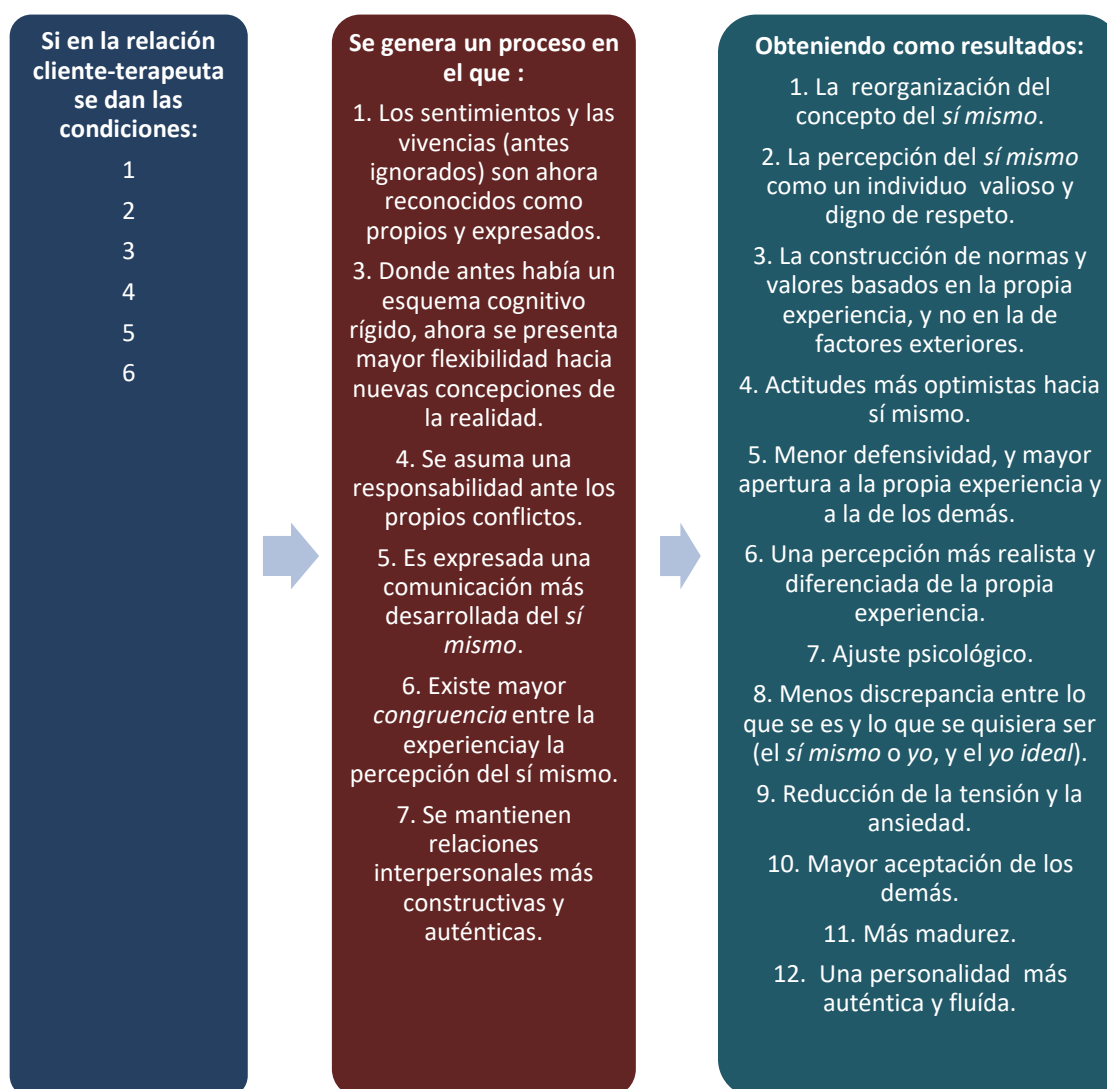 Si en la relación
cliente-terapeuta
se dan las
condiciones:
1
2
3
4
5
6
Se genera un proceso en
el que :
1. Los sentimientos y las
vivencias (antes
ignorados) son ahora
reconocidos como
propios y expresados.
3. Donde antes había un
esquema cognitivo
rígido, ahora se presenta
mayor flexibilidad hacia
nuevas concepciones de
la realidad.
4. Se asuma una
responsabilidad ante los
propios conflictos.
5. Es expresada una
comunicación más
desarrollada del sí
mismo.
6. Existe mayor
congruencia entre la
experienciay la
percepción del sí mismo.
7. Se mantienen
relaciones
interpersonales más
constructivas y
auténticas.
Obteniendo como resultados:
1. La reorganización del
concepto del sí mismo.
2. La percepción del sí mismo
como un individuo valioso y
digno de respeto.
3. La construcción de normas y
valores basados en la propia
experiencia, y no en la de
factores exteriores.
4. Actitudes más optimistas hacia
sí mismo.
5. Menor defensividad, y mayor
apertura a la propia experiencia y
a la de los demás.
6. Una percepción más realista y
diferenciada de la propia
experiencia.
7. Ajuste psicológico.
8. Menos discrepancia entre lo
que se es y lo que se quisiera ser
(el sí mismo o yo, y el yo ideal).
9. Reducción de la tensión y la
ansiedad.
10. Mayor aceptación de los
demás.
11. Más madurez.
12. Una personalidad más
auténtica y fluída.